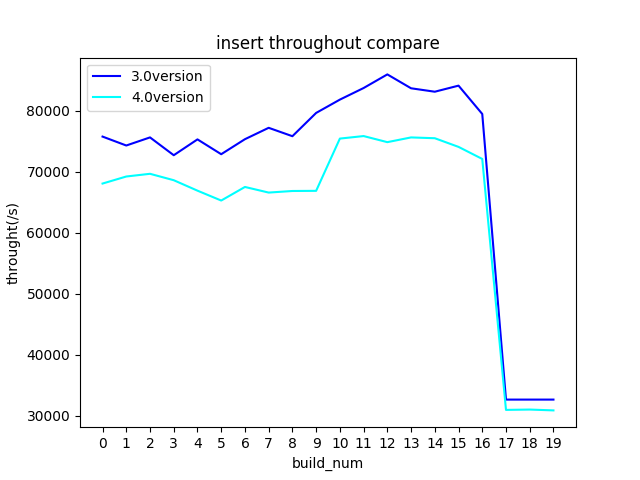 insert throughout compare
3.0version
4.0version
80000
70000
60000
50000
40000
30000
throught(/s)
0 1 2 3 4 5 6 7 8 9 10 11 12 13 14 15 16 17 18 19
build_num